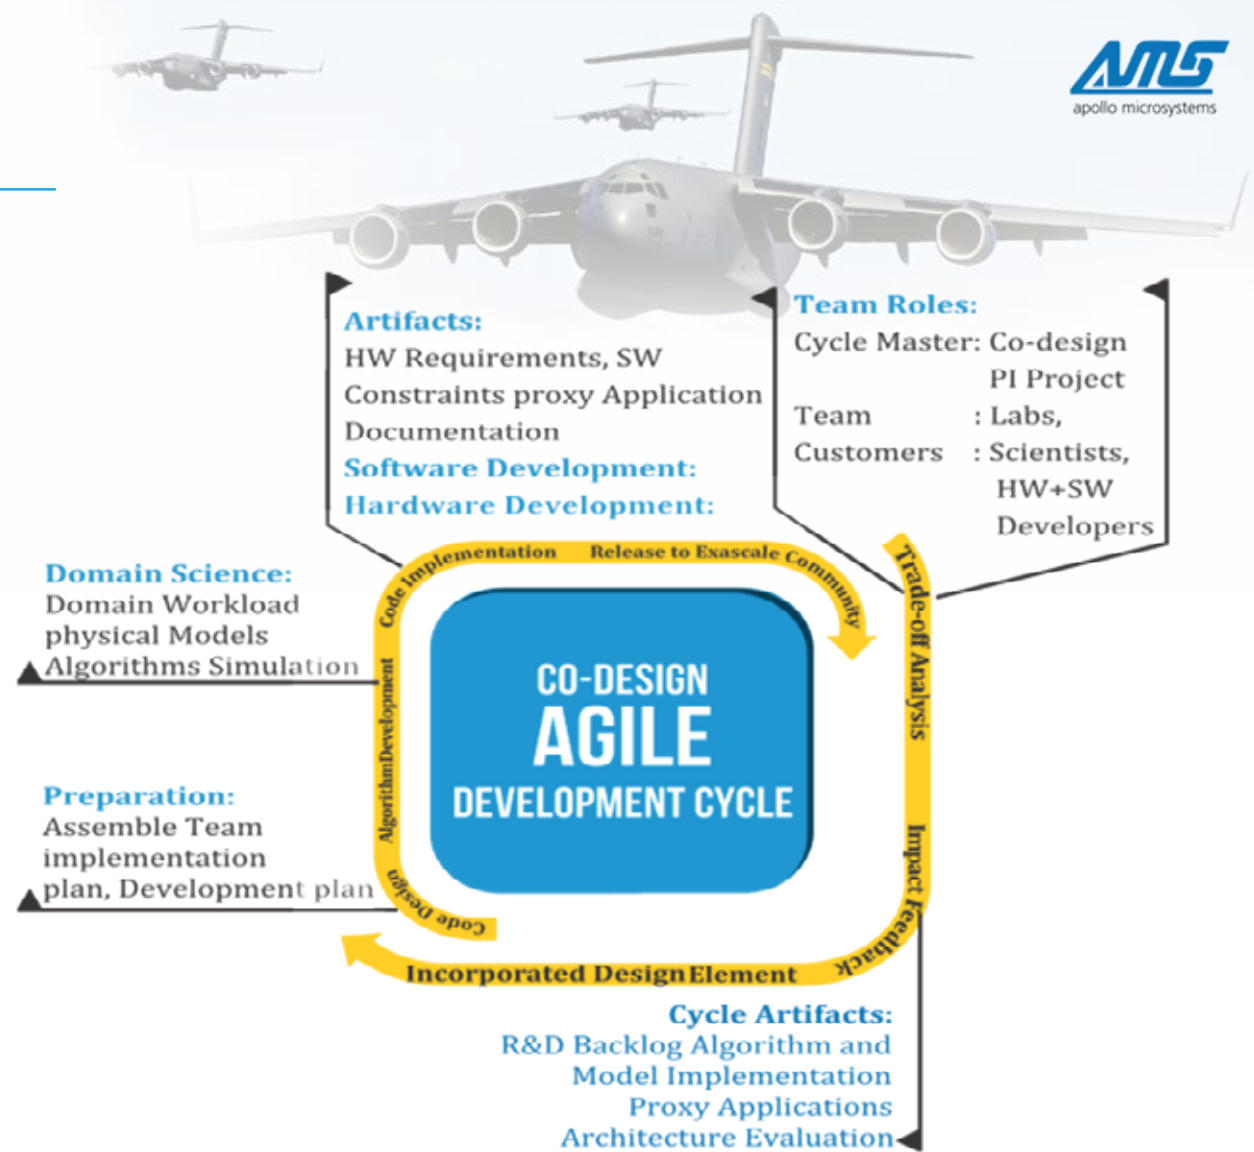 AMS
apollo microsystems
Artifacts:
HW Requirements, SW
Constraints proxy Application
Documentation
Software Development:
Hardware Development:
Team Roles:
Cycle Master: Co-design
PI Project
Team : Labs,
Customers : Scientists,
HW+SW
Developers
Domain Science:
Domain Workload
physical Models
Algorithms Simulation
Preparation:
Assemble Team
implementation
plan, Development plan
Code Design
AlgorithmDevelopment
Code Implementation
Release to Exascale Community
Trade-off Analysis
Impact Feedback
Incorporated Design Element
CO-DESIGN
AGILE
DEVELOPMENT CYCLE
Cycle Artifacts:
R&D Backlog Algorithm and
Model Implementation
Proxy Applications
Architecture Evaluation